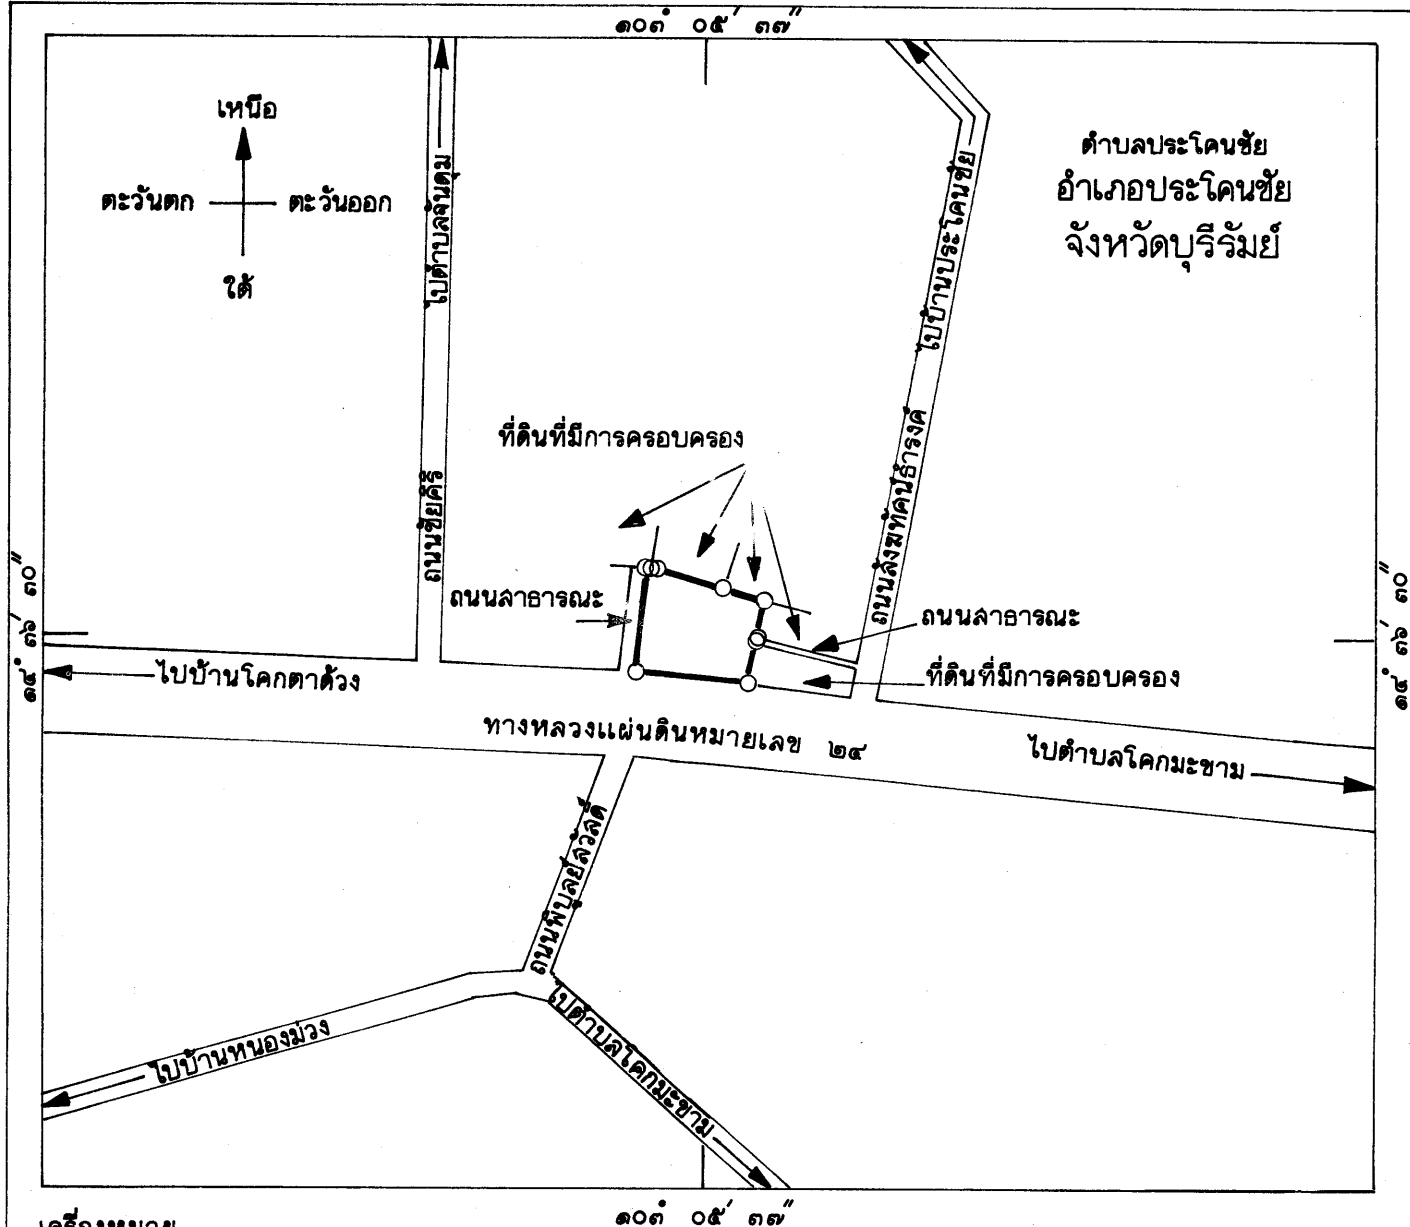 ๑๐๓° ๐๕′ ๓๗″
เหนือ
ตะวันตก
ตะวันออก
ใต้
ตำบลประโคนชัย
อำเภอประโคนชัย
จังหวัดบุรีรัมย์
ไปตำบลจันดุม
ถนนชัยคีรี
ไปบ้านประโคนชัย
ถนนสังฆทัศน์ธำรงค์
ที่ดินที่มีการครอบครอง
ถนนสาธารณะ
ถนนสาธารณะ
ที่ดินที่มีการครอบครอง
๑๔° ๓๖′ ๓๐″
๑๔° ๓๖′ ๓๐″
ไปบ้านโคกตาด้วง
ทางหลวงแผ่นดินหมายเลข ๒๔
ไปตำบลโคกมะขาม
ถนนพิบูลย์สวัสดิ์
ไปบ้านหนองม่วง
ไปตำบลโคกมะขาม
๑๐๓° ๐๕′ ๓๗″
เครื่องหมาย